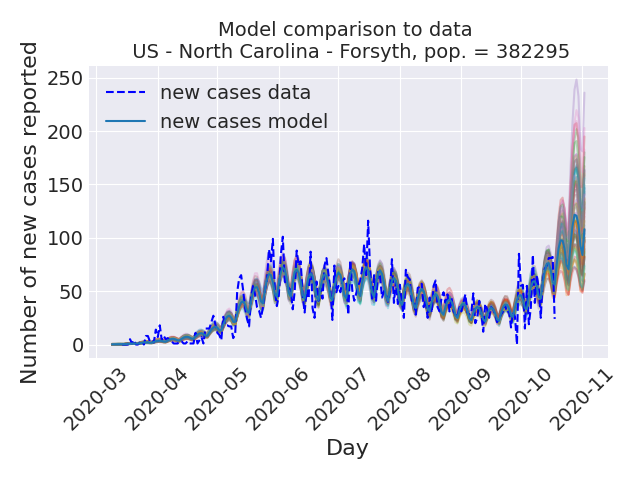 Model comparison to data
US - North Carolina - Forsyth, pop. = 382295
Number of new cases reported
250
200
150
100
50
0
new cases data
new cases model
2020-03
2020-04
2020-05
2020-06
2020-07
2020-08
2020-09
2020-10
2020-11
Day